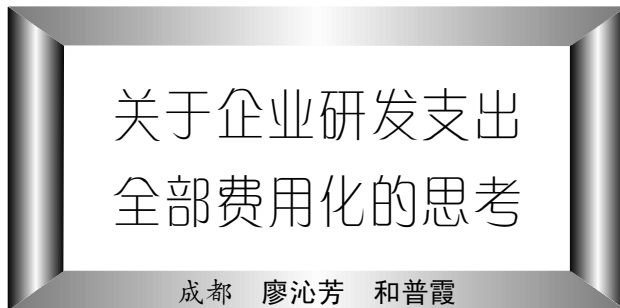 关于企业研发支出
全部费用化的思考
成都 廖沁芳 和普霞